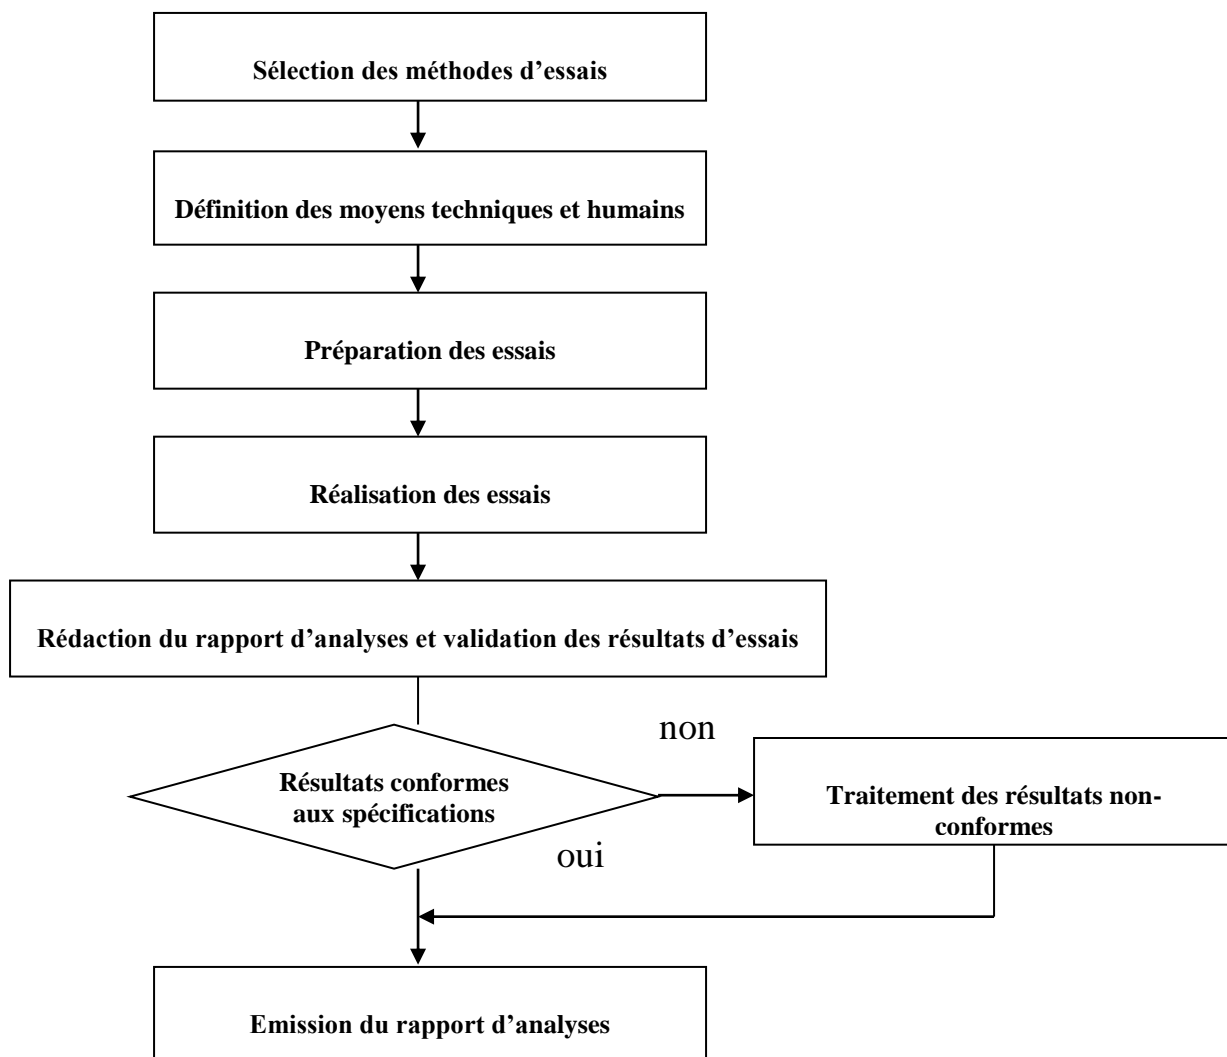 Sélection des méthodes d’essais
Définition des moyens techniques et humains
Préparation des essais
Réalisation des essais
Rédaction du rapport d’analyses et validation des résultats d’essais
non
Résultats conformes
aux spécifications
Traitement des résultats non-
conformes
oui
Emission du rapport d’analyses